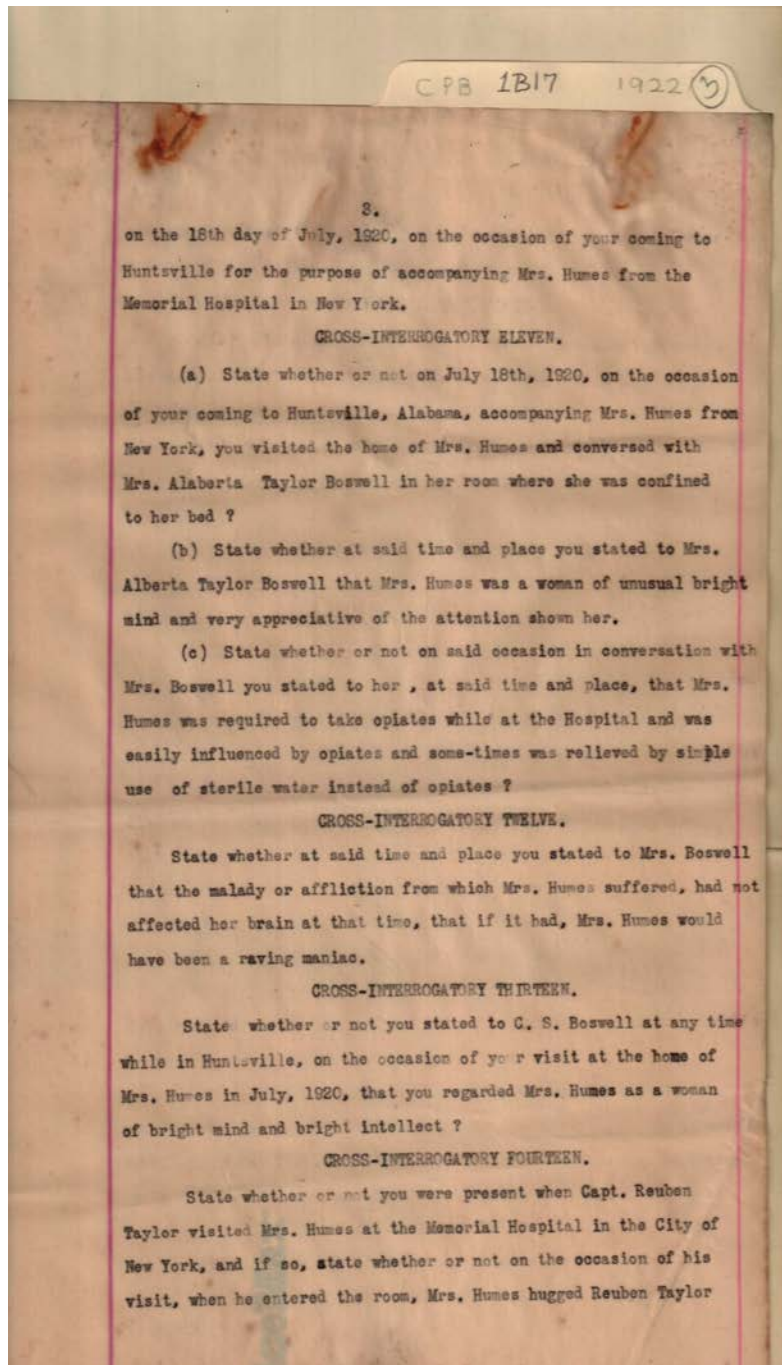 CPB 1B17 1922 3
3.
on the 18th day of July, 1920, on the occasion of your coming to
Huntsville for the purpose of accompanying Mrs. Humes from the
Memorial Hospital in New Y ork.
CROSS-INTERROGATORY ELEVEN.
(a) State whether or not on July 18th, 1920, on the occasion
of your coming to Huntsville, Alabama, accompanying Mrs. Humes from
New York, you visited the home of Mrs. Humes and conversed with
Mrs. Alaberta Taylor Boswell in her room where she was confined
to her bed ?
(b) State whether at said time and place you stated to Mrs.
Alberta Taylor Boswell that Mrs. Humes was a woman of unusual bright
mind and very appreciative of the attention shown her.
(c) State whether or not on said occasion in conversation with
Mrs. Boswell you stated to her , at said time and place, that Mrs.
Humes was required to take opiates while at the Hospital and was
easily influenced by opiates and some-times was relieved by simple
use of sterile water instead of opiates ?
CROSS-INTERROGATORY TWELVE.
State whether at said time and place you stated to Mrs. Boswell
that the malady or affliction from which Mrs. Humes suffered, had not
affected her brain at that time, that if it had, Mrs. Humes would
have been a raving maniac.
CROSS-INTERROGATORY THIRTEEN.
State whether or not you stated to C. S. Boswell at any time
while in Huntsville, on the occasion of your visit at the home of
Mrs. Humes in July, 1920, that you regarded Mrs. Humes as a woman
of bright mind and bright intellect ?
CROSS-INTERROGATORY FOURTEEN.
State whether or not you were present when Capt. Reuben
Taylor visited Mrs. Humes at the Memorial Hospital in the City of
New York, and if so, state whether or not on the occasion of his
visit, when he entered the room, Mrs. Humes hugged Reuben Taylor